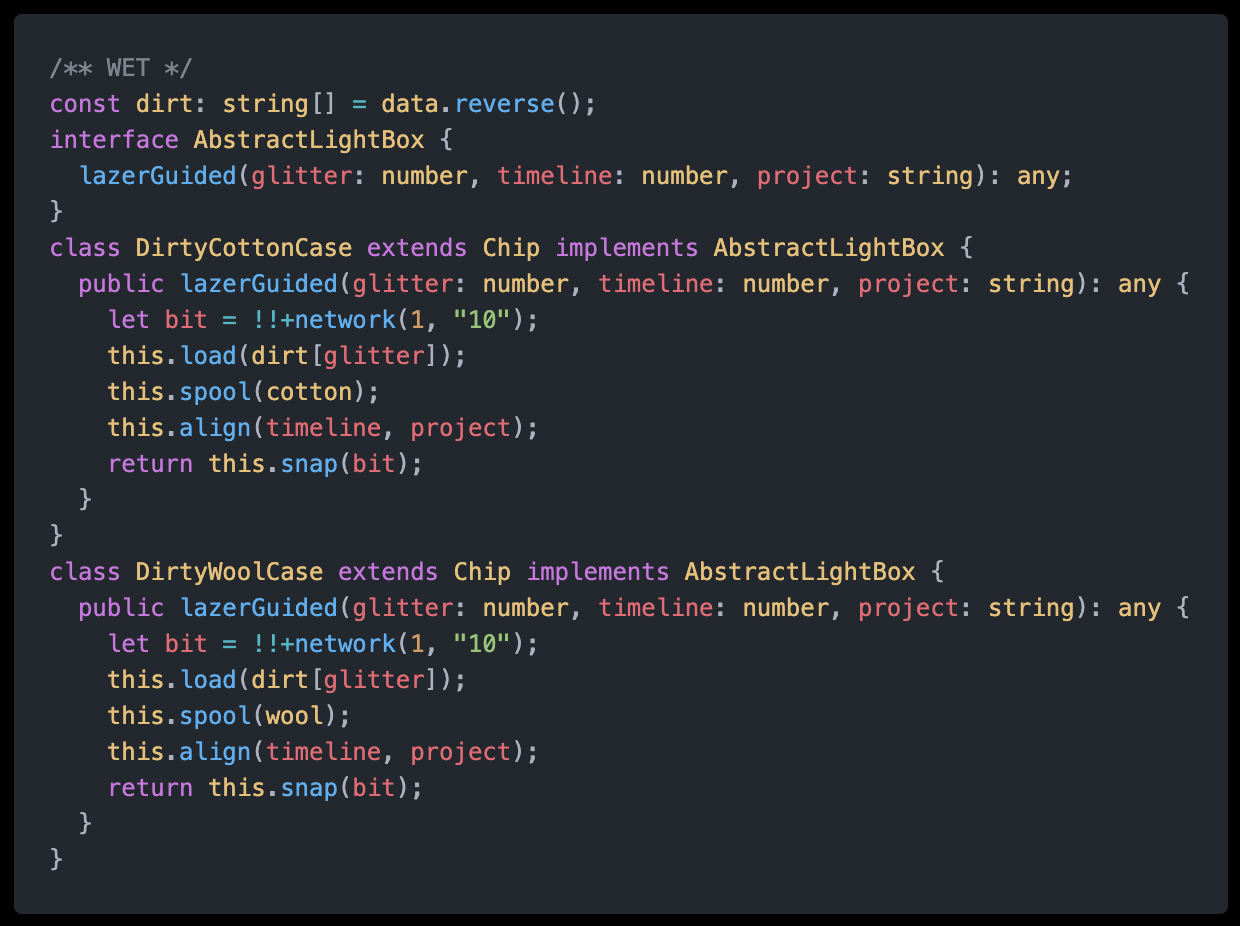 /** WET */
const dirt: string[] = data.reverse();
interface AbstractLightBox {
  lazerGuided(glitter: number, timeline: number, project: string): any;
}
class DirtyCottonCase extends Chip implements AbstractLightBox {
  public lazerGuided(glitter: number, timeline: number, project: string): any {
    let bit = !!+network(1, "10");
    this.load(dirt[glitter]);
    this.spool(cotton);
    this.align(timeline, project);
    return this.snap(bit);
  }
}
class DirtyWoolCase extends Chip implements AbstractLightBox {
  public lazerGuided(glitter: number, timeline: number, project: string): any {
    let bit = !!+network(1, "10");
    this.load(dirt[glitter]);
    this.spool(wool);
    this.align(timeline, project);
    return this.snap(bit);
  }
}